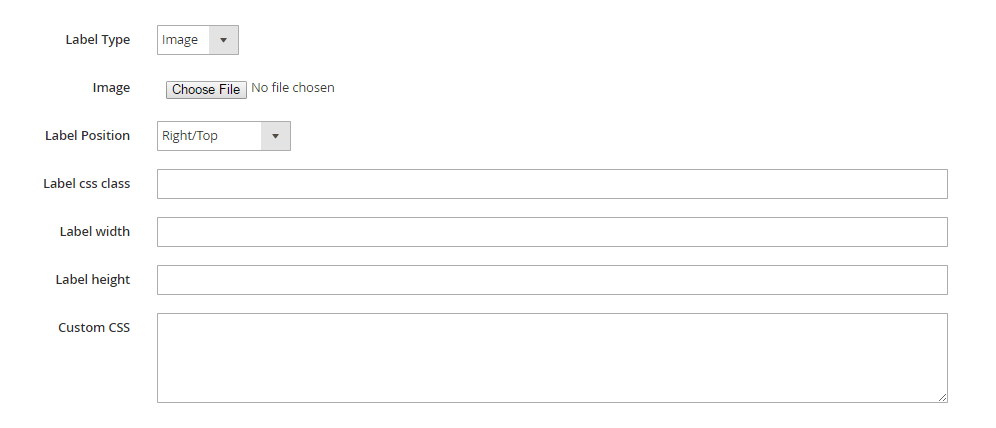 Label Type Image
Image Choose File No file chosen
Label Position Right/Top
Label css class
Label width
Label height
Custom CSS